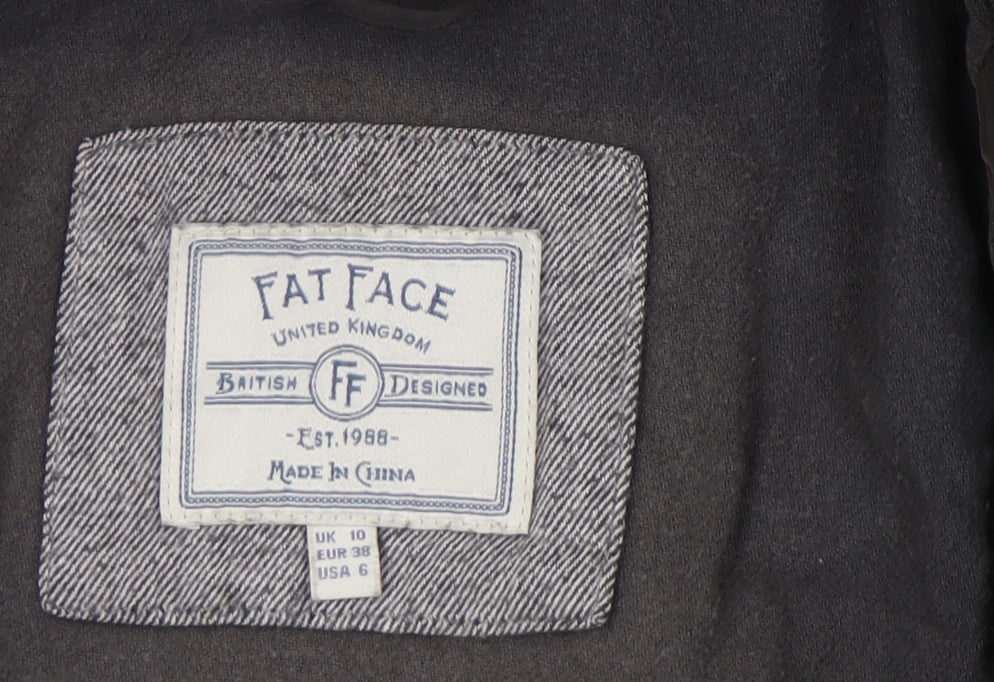 FAT FACE
UNITED KINGDOM
BRITISH FF DESIGNED
-EST.1988-
MADE IN CHINA
UK 10
EUR 38
USA 6